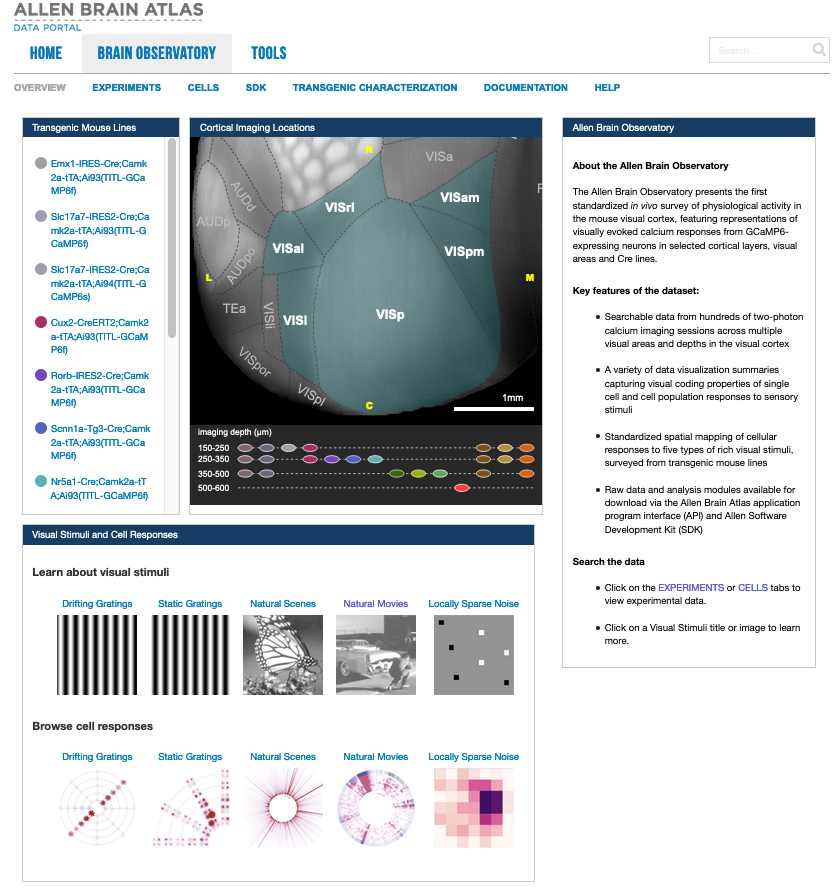 ALLEN BRAIN ATLAS
DATA PORTAL
HOME
BRAIN OBSERVATORY
TOOLS
Search...
OVERVIEW
EXPERIMENTS
CELLS
SDK
TRANSGENIC CHARACTERIZATION
DOCUMENTATION
HELP
Transgenic Mouse Lines
Emx1-IRES-Cre;Camk
2a-tTA;Ai93(TITL-GCa
MP6f)
Slc17a7-IRES2-Cre;Ca
mk2a-tTA;Ai93(TITL-G
CaMP6f)
Slc17a7-IRES2-Cre;Ca
mk2a-tTA;Ai94(TITL-G
CaMP6s)
Cux2-CreERT2;Camk2
a-tTA;Ai93(TITL-GCaM
P6f)
Rorb-IRES2-Cre;Camk
2a-tTA;Ai93(TITL-GCa
MP6f)
Scnn1a-Tg3-Cre;Camk
2a-tTA;Ai93(TITL-GCa
MP6f)
Nr5a1-Cre;Camk2a-tT
A;Ai93(TITL-GCaMP6f)
Cortical Imaging Locations
R
VISa
AUDd
VISrl
VISam
AUDp
VISal
VISpm
AUDpo
L
M
TEa
VISli
VISl
VISp
VISpor
VISpl
C
1mm
imaging depth (µm)
150-250
250-350
350-500
500-600
Allen Brain Observatory
About the Allen Brain Observatory
The Allen Brain Observatory presents the first
standardized in vivo survey of physiological activity in
the mouse visual cortex, featuring representations of
visually evoked calcium responses from GCaMP6-
expressing neurons in selected cortical layers, visual
areas and Cre lines.
Key features of the dataset:
• Searchable data from hundreds of two-photon
calcium imaging sessions across multiple
visual areas and depths in the visual cortex
• A variety of data visualization summaries
capturing visual coding properties of single
cell and cell population responses to sensory
stimuli
• Standardized spatial mapping of cellular
responses to five types of rich visual stimuli,
surveyed from transgenic mouse lines
• Raw data and analysis modules available for
download via the Allen Brain Atlas application
program interface (API) and Allen Software
Development Kit (SDK)
Search the data
• Click on the EXPERIMENTS or CELLS tabs to
view experimental data.
• Click on a Visual Stimuli title or image to learn
more.
Visual Stimuli and Cell Responses
Learn about visual stimuli
Drifting Gratings
Static Gratings
Natural Scenes
Natural Movies
Locally Sparse Noise
Browse cell responses
Drifting Gratings
Static Gratings
Natural Scenes
Natural Movies
Locally Sparse Noise